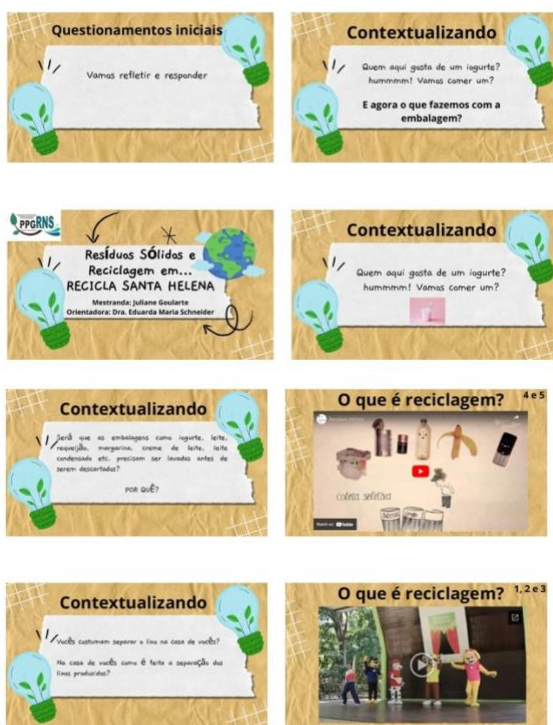 Questionamentos iniciais
Vamos refletir e responder
Contextualizando
Quem aqui gosta de um iogurte?
hummmm! Vamos comer um?
E agora o que fazemos com a
embalagem?
PPGRNS
Resíduos SÓlidos e
Reciclagem em...
RECICLA SANTA HELENA
Mestranda: Juliane Goularte
Orientadora: Dra. Eduarda Maria Schneider
Contextualizando
Quem aqui gosta de um iogurte?
hummmm! Vamos comer um?
Contextualizando
Será que as embalagens como iogurte, leite,
requeijão, margarina, creme de leite, leite
condensado etc. precisam ser lavadas antes de
serem descartadas?
POR QUÊ?
O que é reciclagem? 4 e 5
coleta seletiva
Watch on YouTube
Contextualizando
Vocês costumam separar o lixo na casa de vocês?
Na casa de vocês como é feita a separação dos
lixos produzidos?
O que é reciclagem? 1, 2 e 3